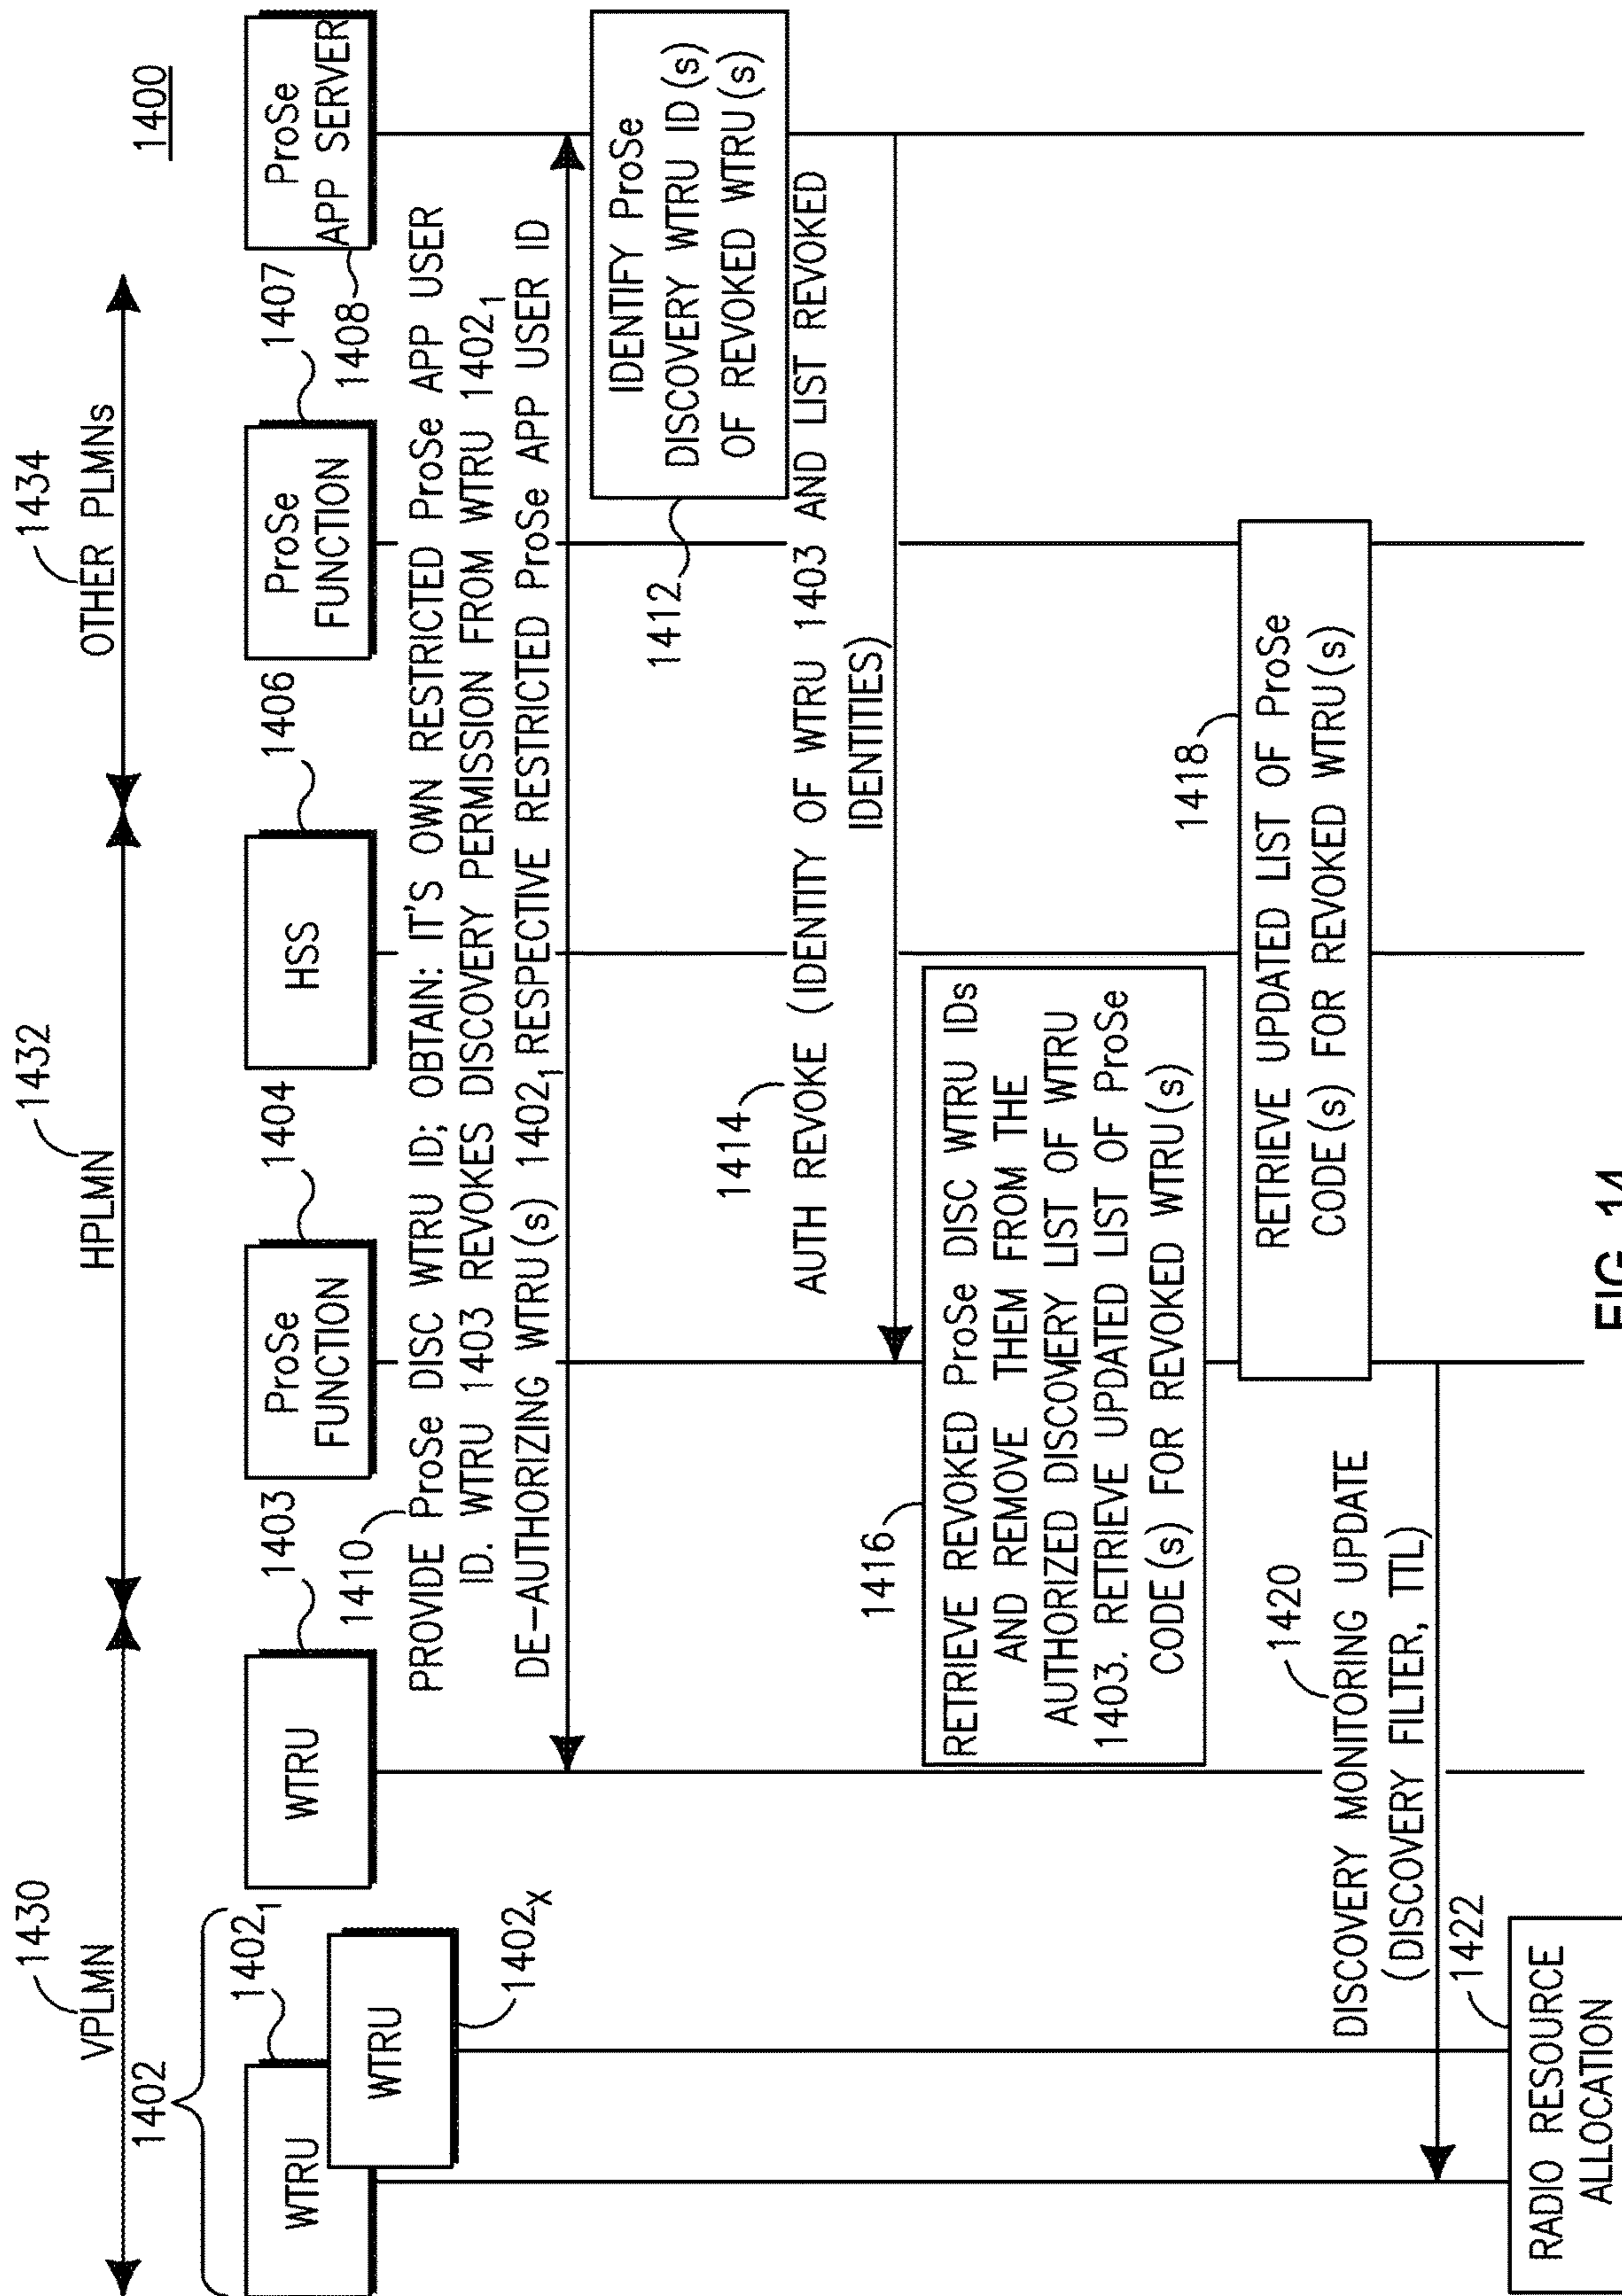 1400
1430
VPLMN
1432
HPLMN
1434
OTHER PLMNs
1402
1402₁
WTRU
WTRU
1402ₓ
1403
WTRU
1404
ProSe
FUNCTION
1406
HSS
1407
ProSe
FUNCTION
1408
ProSe
APP SERVER
1410
PROVIDE ProSe DISC WTRU ID; OBTAIN: IT'S OWN RESTRICTED ProSe APP USER
ID. WTRU 1403 REVOKES DISCOVERY PERMISSION FROM WTRU 1402₁
DE-AUTHORIZING WTRU(s) 1402₁ RESPECTIVE RESTRICTED ProSe APP USER ID
1412
IDENTIFY ProSe
DISCOVERY WTRU ID(s)
OF REVOKED WTRU(s)
1414
AUTH REVOKE (IDENTITY OF WTRU 1403 AND LIST REVOKED
IDENTITIES)
1416
RETRIEVE REVOKED ProSe DISC WTRU IDs
AND REMOVE THEM FROM THE
AUTHORIZED DISCOVERY LIST OF WTRU
1403. RETRIEVE UPDATED LIST OF ProSe
CODE(s) FOR REVOKED WTRU(s)
1418
RETRIEVE UPDATED LIST OF ProSe
CODE(s) FOR REVOKED WTRU(s)
1420
DISCOVERY MONITORING UPDATE
(DISCOVERY FILTER, TTL)
1422
RADIO RESOURCE
ALLOCATION
FIG. 14